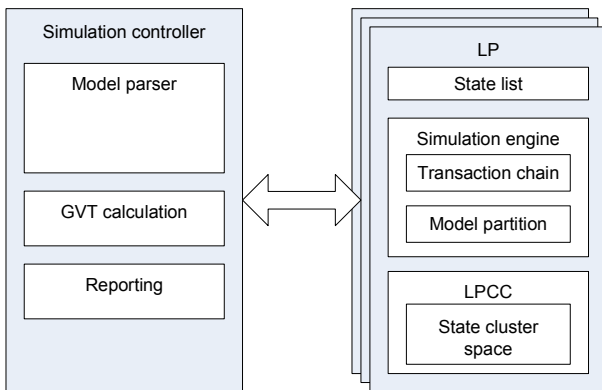 Simulation controller
Model parser
GVT calculation
Reporting
LP
State list
Simulation engine
Transaction chain
Model partition
LPCC
State cluster
space